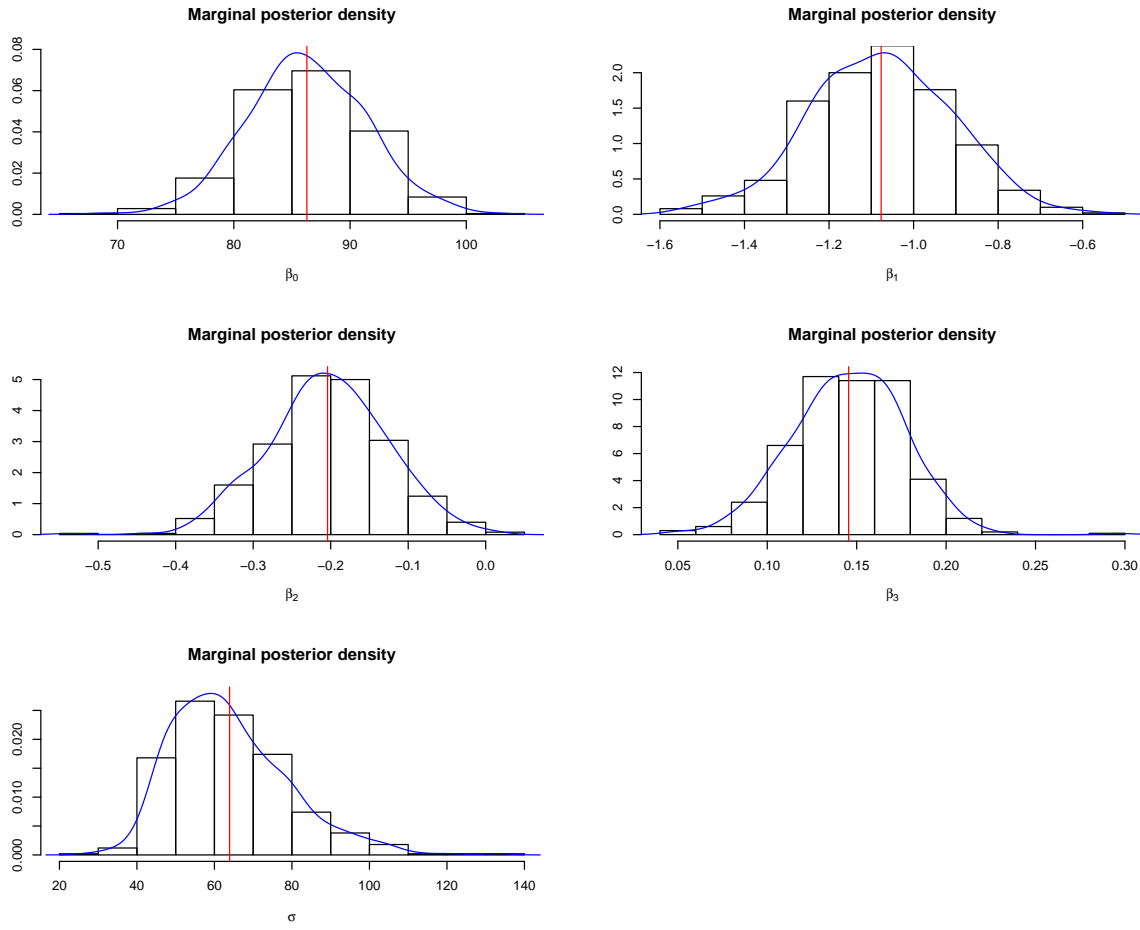 Marginal posterior density
0.00 0.02 0.04 0.06 0.08
70 80 90 100
β₀
Marginal posterior density
0.0 0.5 1.0 1.5 2.0
−1.6 −1.4 −1.2 −1.0 −0.8 −0.6
β₁
Marginal posterior density
0 1 2 3 4 5
−0.5 −0.4 −0.3 −0.2 −0.1 0.0
β₂
Marginal posterior density
0 2 4 6 8 10 12
0.05 0.10 0.15 0.20 0.25 0.30
β₃
Marginal posterior density
0.000 0.010 0.020
20 40 60 80 100 120 140
σ